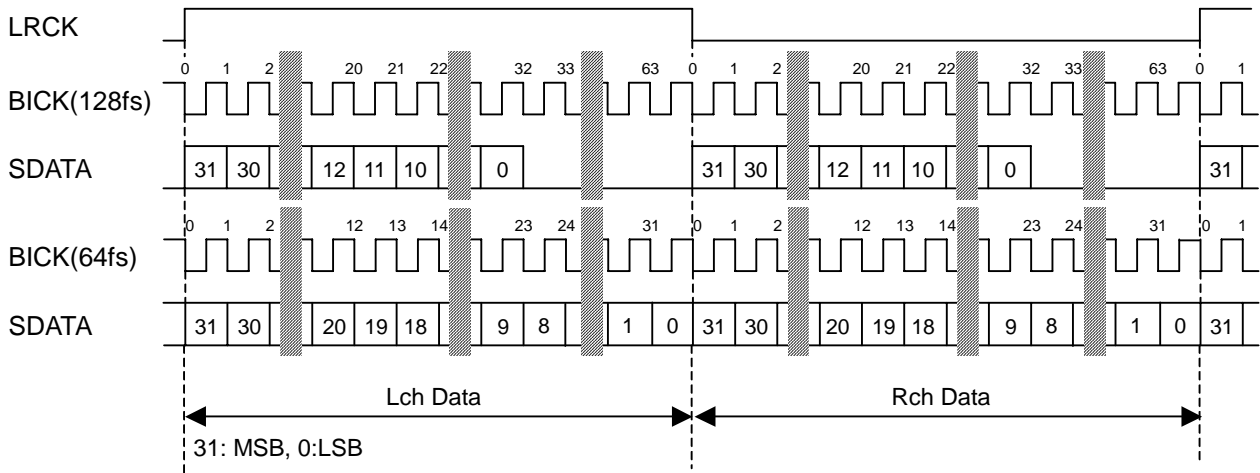 LRCK
0 1 2 20 21 22 32 33 63 0 1 2 20 21 22 32 33 63 0 1
BICK(128fs)
SDATA 31 30 12 11 10 0 31 30 12 11 10 0 31
0 1 2 12 13 14 23 24 31 0 1 2 12 13 14 23 24 31 0 1
BICK(64fs)
SDATA 31 30 20 19 18 9 8 1 0 31 30 20 19 18 9 8 1 0 31
Lch Data Rch Data
31: MSB, 0:LSB